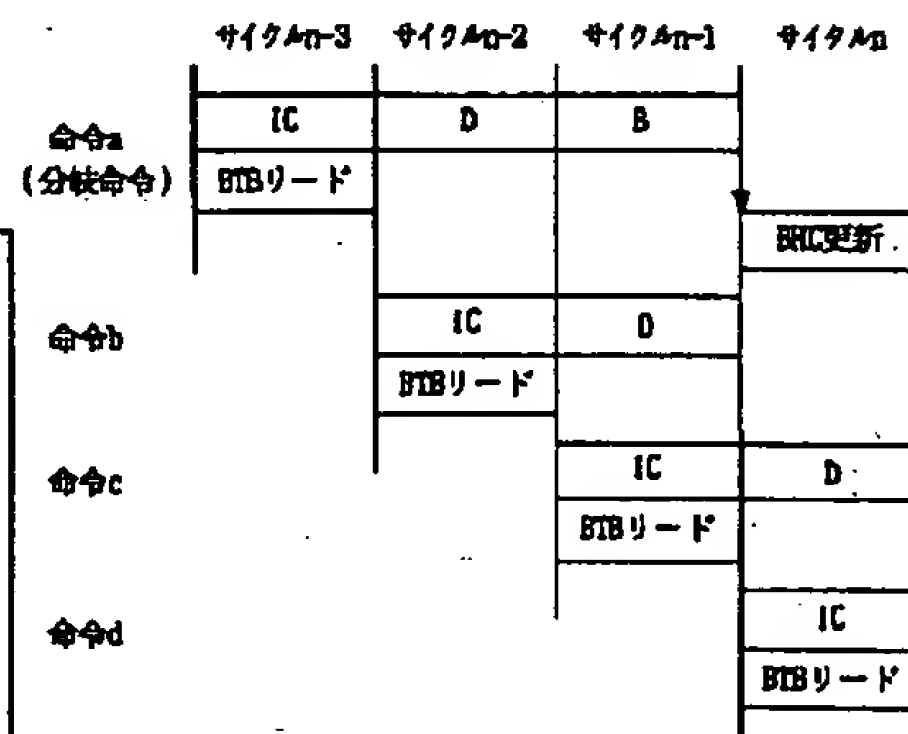 サイクルn-3 サイクルn-2 サイクルn-1 サイクルn
命令a
(分岐命令)
IC D B
BTBリード
BHC更新
命令b
IC D
BTBリード
命令c
IC D
BTBリード
命令d
IC
BTBリード